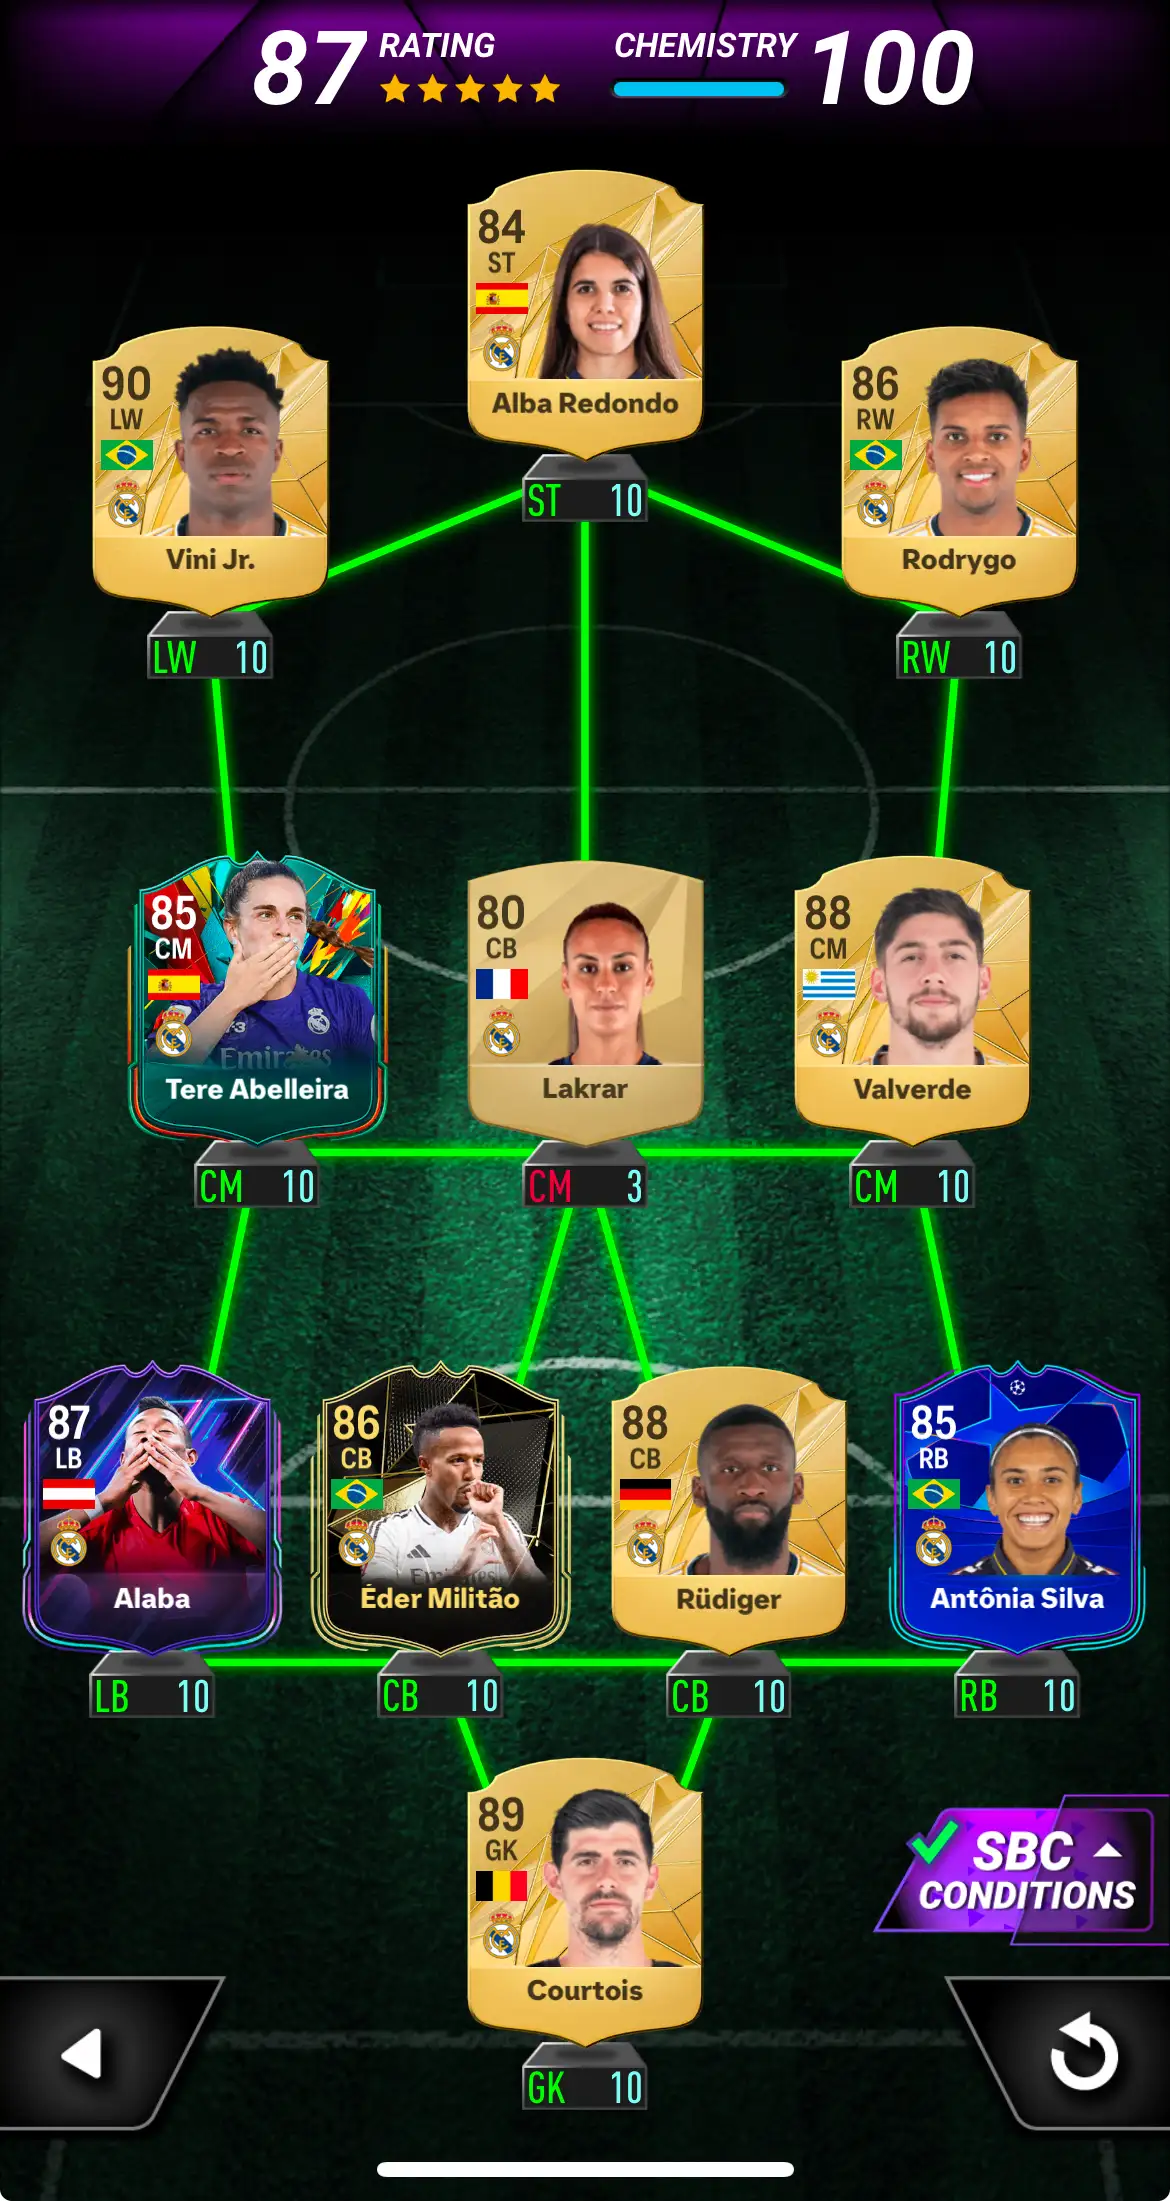 87 RATING CHEMISTRY 100
84
ST
Alba Redondo
ST 10
90
LW
Vini Jr.
LW 10
86
RW
Rodrygo
RW 10
85
CM
Emirates
Tere Abelleira
CM 10
80
CB
Lakrar
CM 3
88
CM
Valverde
CM 10
87
LB
Alaba
LB 10
86
CB
Éder Militão
CB 10
88
CB
Rüdiger
CB 10
85
RB
Antônia Silva
RB 10
89
GK
Courtois
GK 10
SBC
CONDITIONS